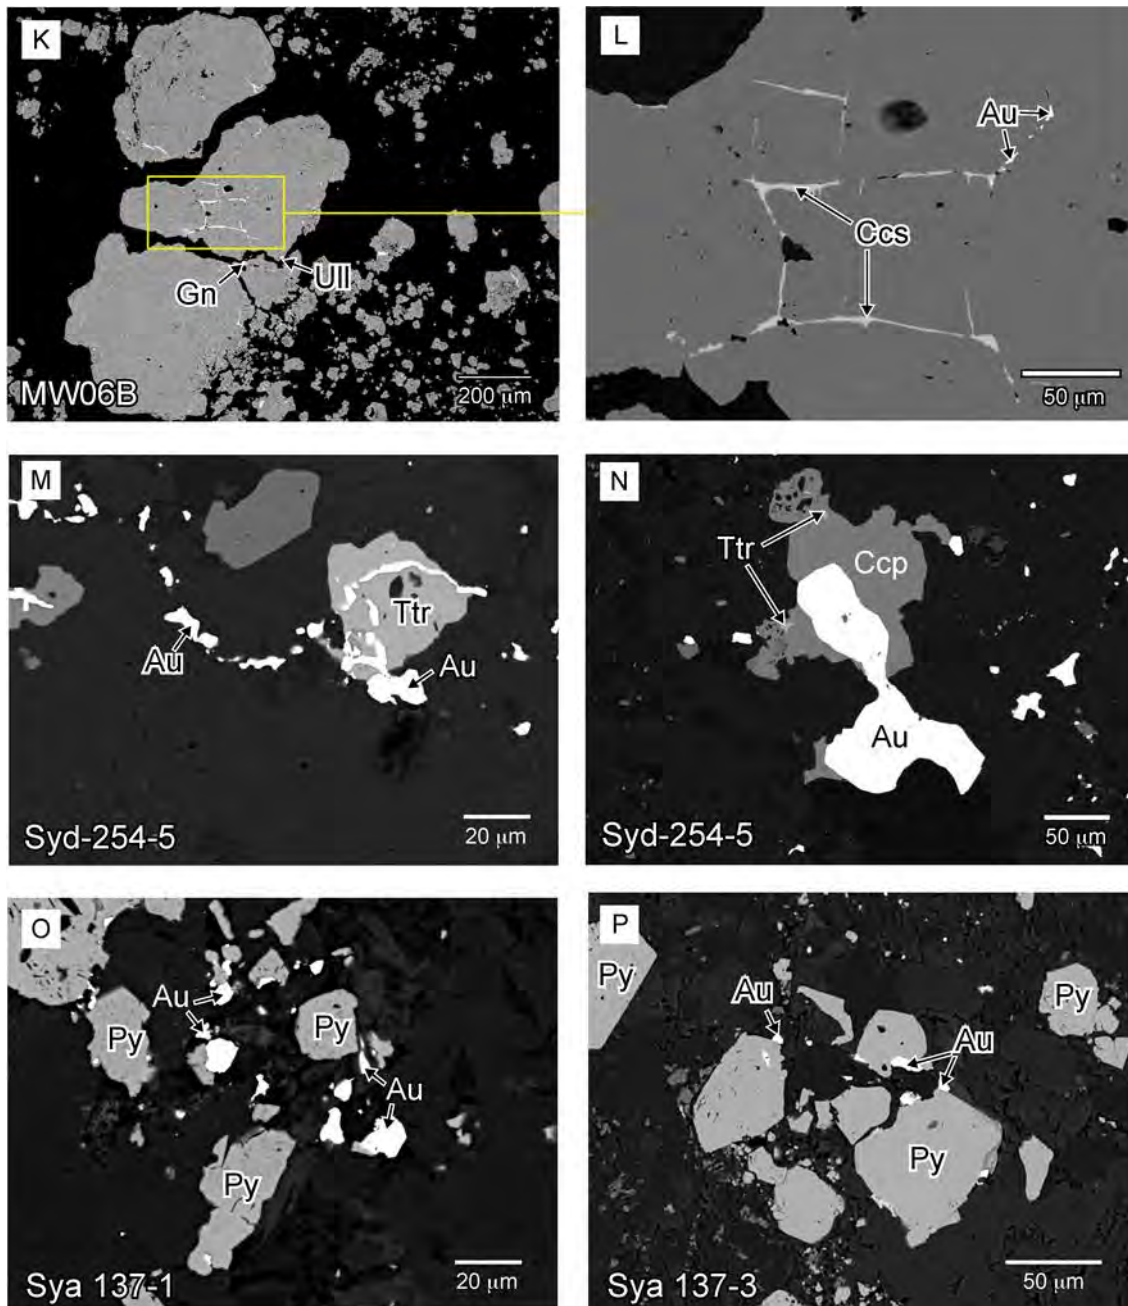 K
Gn
Ull
MW06B
200 μm
L
Au
Ccs
50 μm
M
Ttr
Au
Au
Syd-254-5
20 μm
N
Ttr
Ccp
Au
Syd-254-5
50 μm
O
Au
Py
Py
Au
Py
Sya 137-1
20 μm
P
Py
Au
Py
Au
Py
Sya 137-3
50 μm